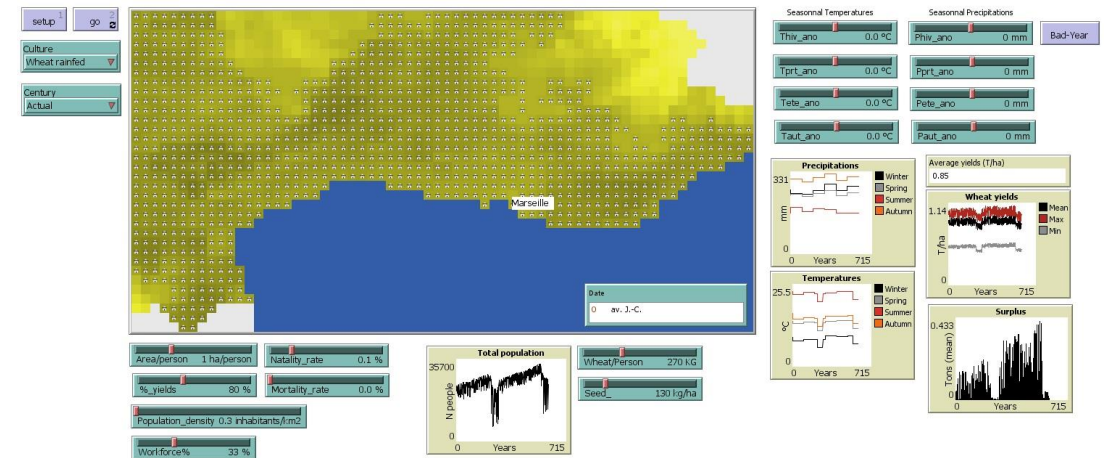 setup
1
go
2
Culture
Wheat rainfed
Century
Actual
Marseille
Date
0 av. J.-C.
Seasonnal Temperatures
Seasonnal Precipitations
Thiv_ano 0.0 °C
Phiv_ano 0 mm
Bad-Year
Tprt_ano 0.0 °C
Pprt_ano 0 mm
Tete_ano 0.0 °C
Pete_ano 0 mm
Taut_ano 0.0 °C
Paut_ano 0 mm
Precipitations
331
mm
0
0 Years 715
Winter
Spring
Summer
Autumn
Average yields (T/ha)
0.85
Wheat yields
1.14
T/ha
0
0 Years 715
Mean
Max
Min
Temperatures
25.5
ºC
0
0 Years 715
Winter
Spring
Summer
Autumn
Surplus
0.433
Tons (mean)
0
0 Years 715
Area/person 1 ha/person
Natality_rate 0.1 %
%_yields 80 %
Mortality_rate 0.0 %
Population_density 0.3 inhabitants/km2
Workforce% 33 %
Total population
35700
N people
0
0 Years 715
Wheat/Person 270 KG
Seed_ 130 kg/ha